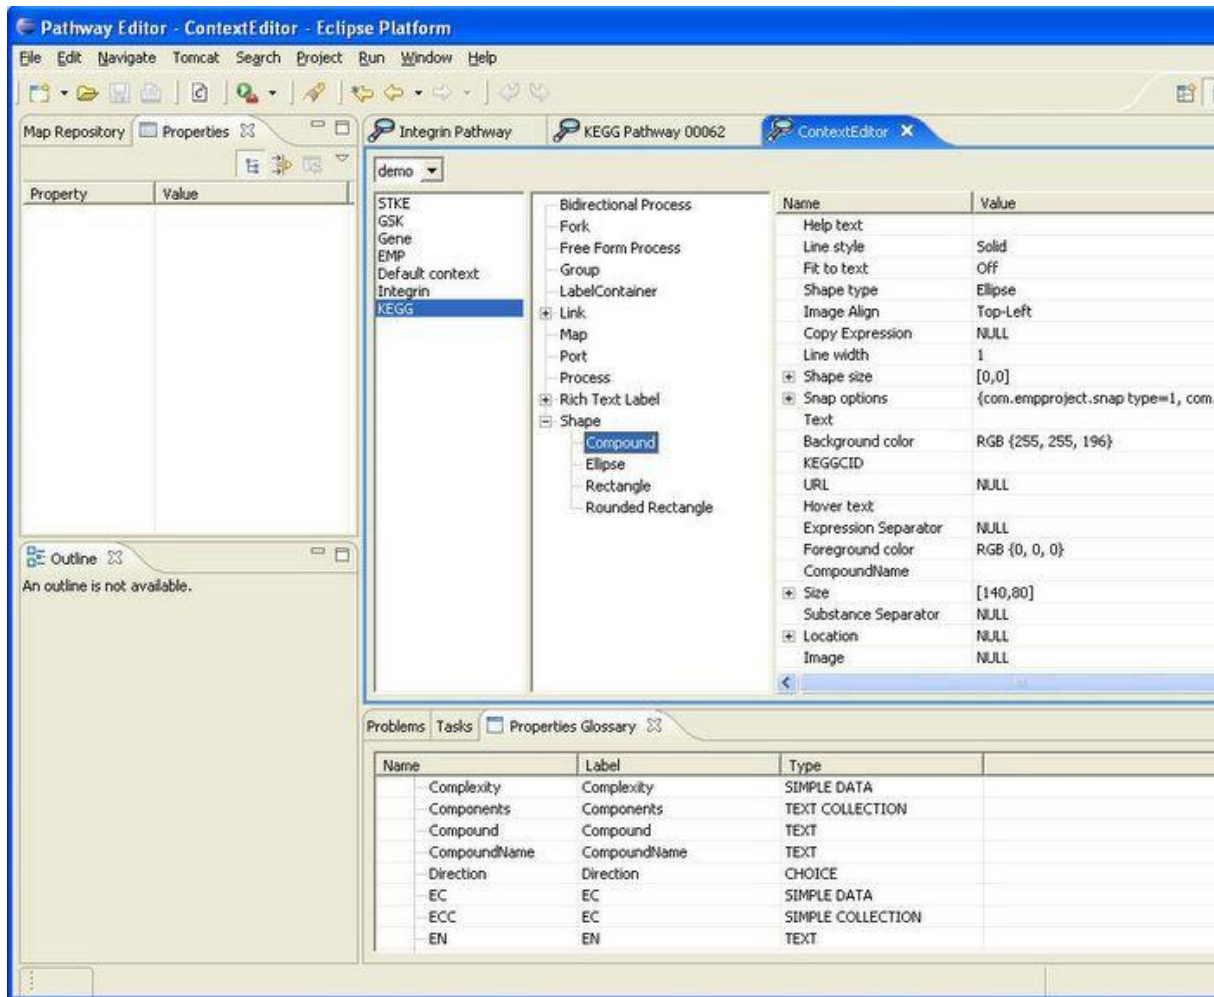 Pathway Editor - ContextEditor - Eclipse Platform
File Edit Navigate Tomcat Search Project Run Window Help
Map Repository Properties
Integrin Pathway KEGG Pathway 00062 ContextEditor
demo
Property Value
STKE
GSK
Gene
EMP
Default context
Integrin
KEGG
Bidirectional Process
Fork
Free Form Process
Group
LabelContainer
Link
Map
Port
Process
Rich Text Label
Shape
Compound
Ellipse
Rectangle
Rounded Rectangle
Name Value
Help text
Line style Solid
Fit to text Off
Shape type Ellipse
Image Align Top-Left
Copy Expression NULL
Line width 1
Shape size [0,0]
Snap options {com.empproject.snap type=1, com.
Text
Background color RGB {255, 255, 196}
KEGGCID
URL NULL
Hover text
Expression Separator NULL
Foreground color RGB {0, 0, 0}
CompoundName
Size [140,80]
Substance Separator NULL
Location NULL
Image NULL
Outline
An outline is not available.
Problems Tasks Properties Glossary
Name Label Type
Complexity Complexity SIMPLE DATA
Components Components TEXT COLLECTION
Compound Compound TEXT
CompoundName CompoundName TEXT
Direction Direction CHOICE
EC EC SIMPLE DATA
ECC EC SIMPLE COLLECTION
EN EN TEXT